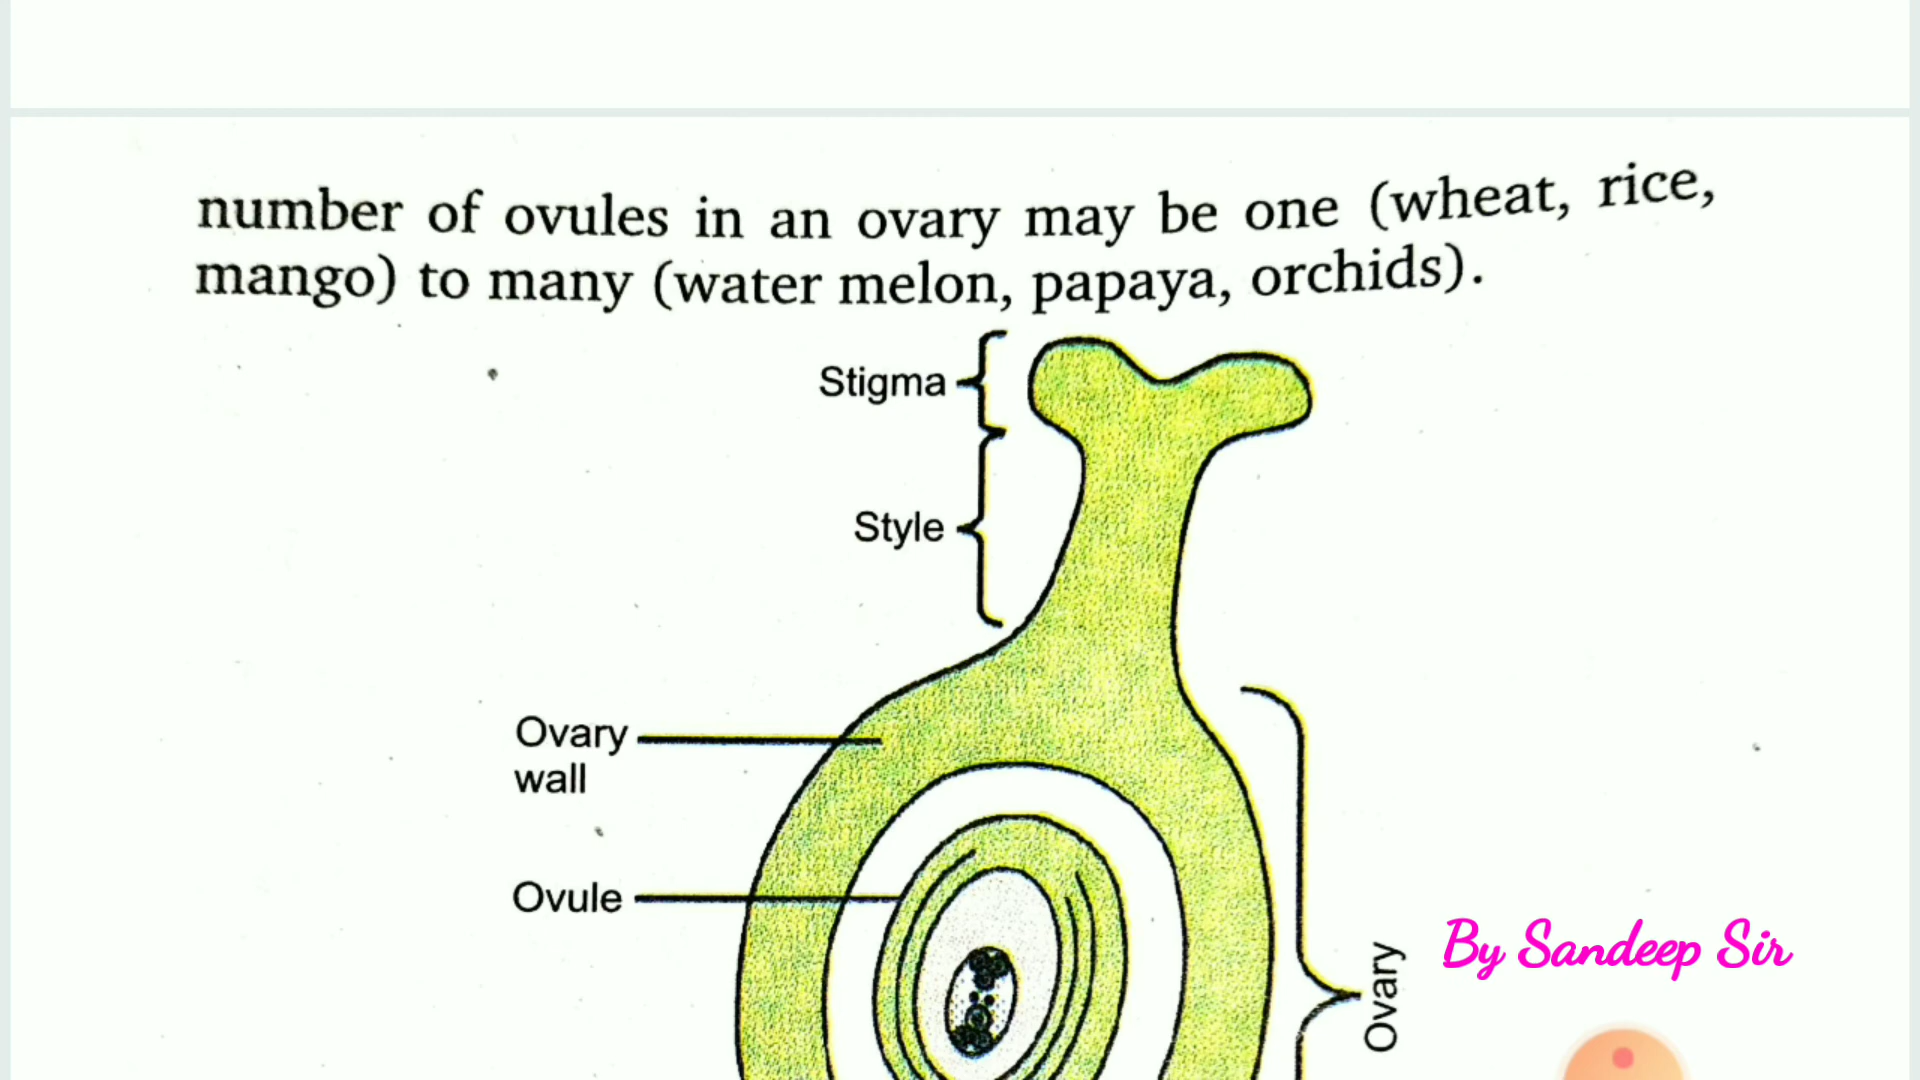 number of ovules in an ovary may be one (wheat, rice,
mango) to many (water melon, papaya, orchids).
Stigma
Style
Ovary
wall
Ovule
Ovary
By Sandeep Sir